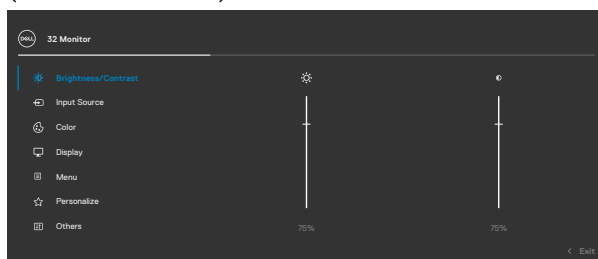 DELL 32 Monitor
Brightness/Contrast
Input Source
Color
Display
Menu
Personalize
Others
75% 75%
< Exit